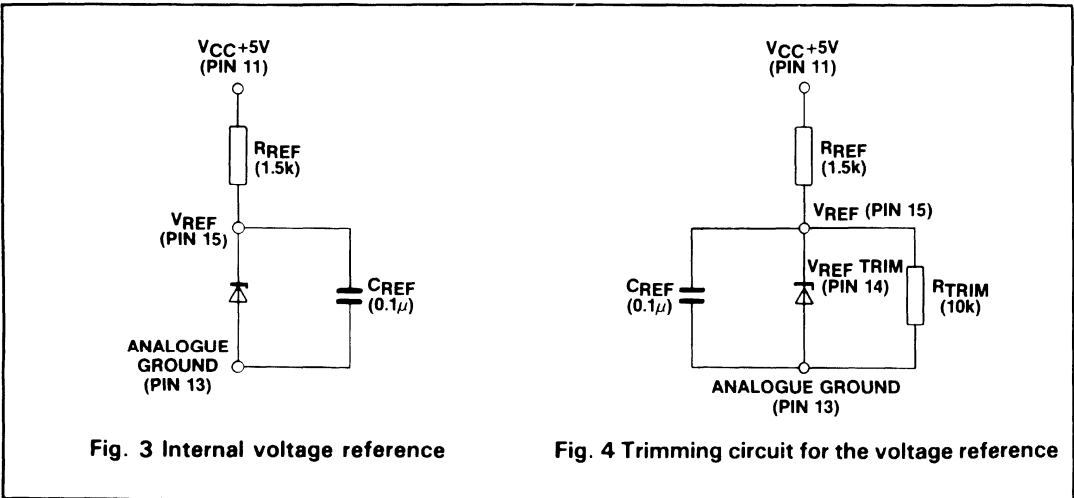 VCC+5V
(PIN 11)
RREF
(1.5k)
VREF
(PIN 15)
CREF
(0.1μ)
ANALOGUE
GROUND
(PIN 13)
Fig. 3 Internal voltage reference
VCC+5V
(PIN 11)
RREF
(1.5k)
VREF (PIN 15)
VREF TRIM
(PIN 14)
CREF
(0.1μ)
RTRIM
(10k)
ANALOGUE GROUND
(PIN 13)
Fig. 4 Trimming circuit for the voltage reference